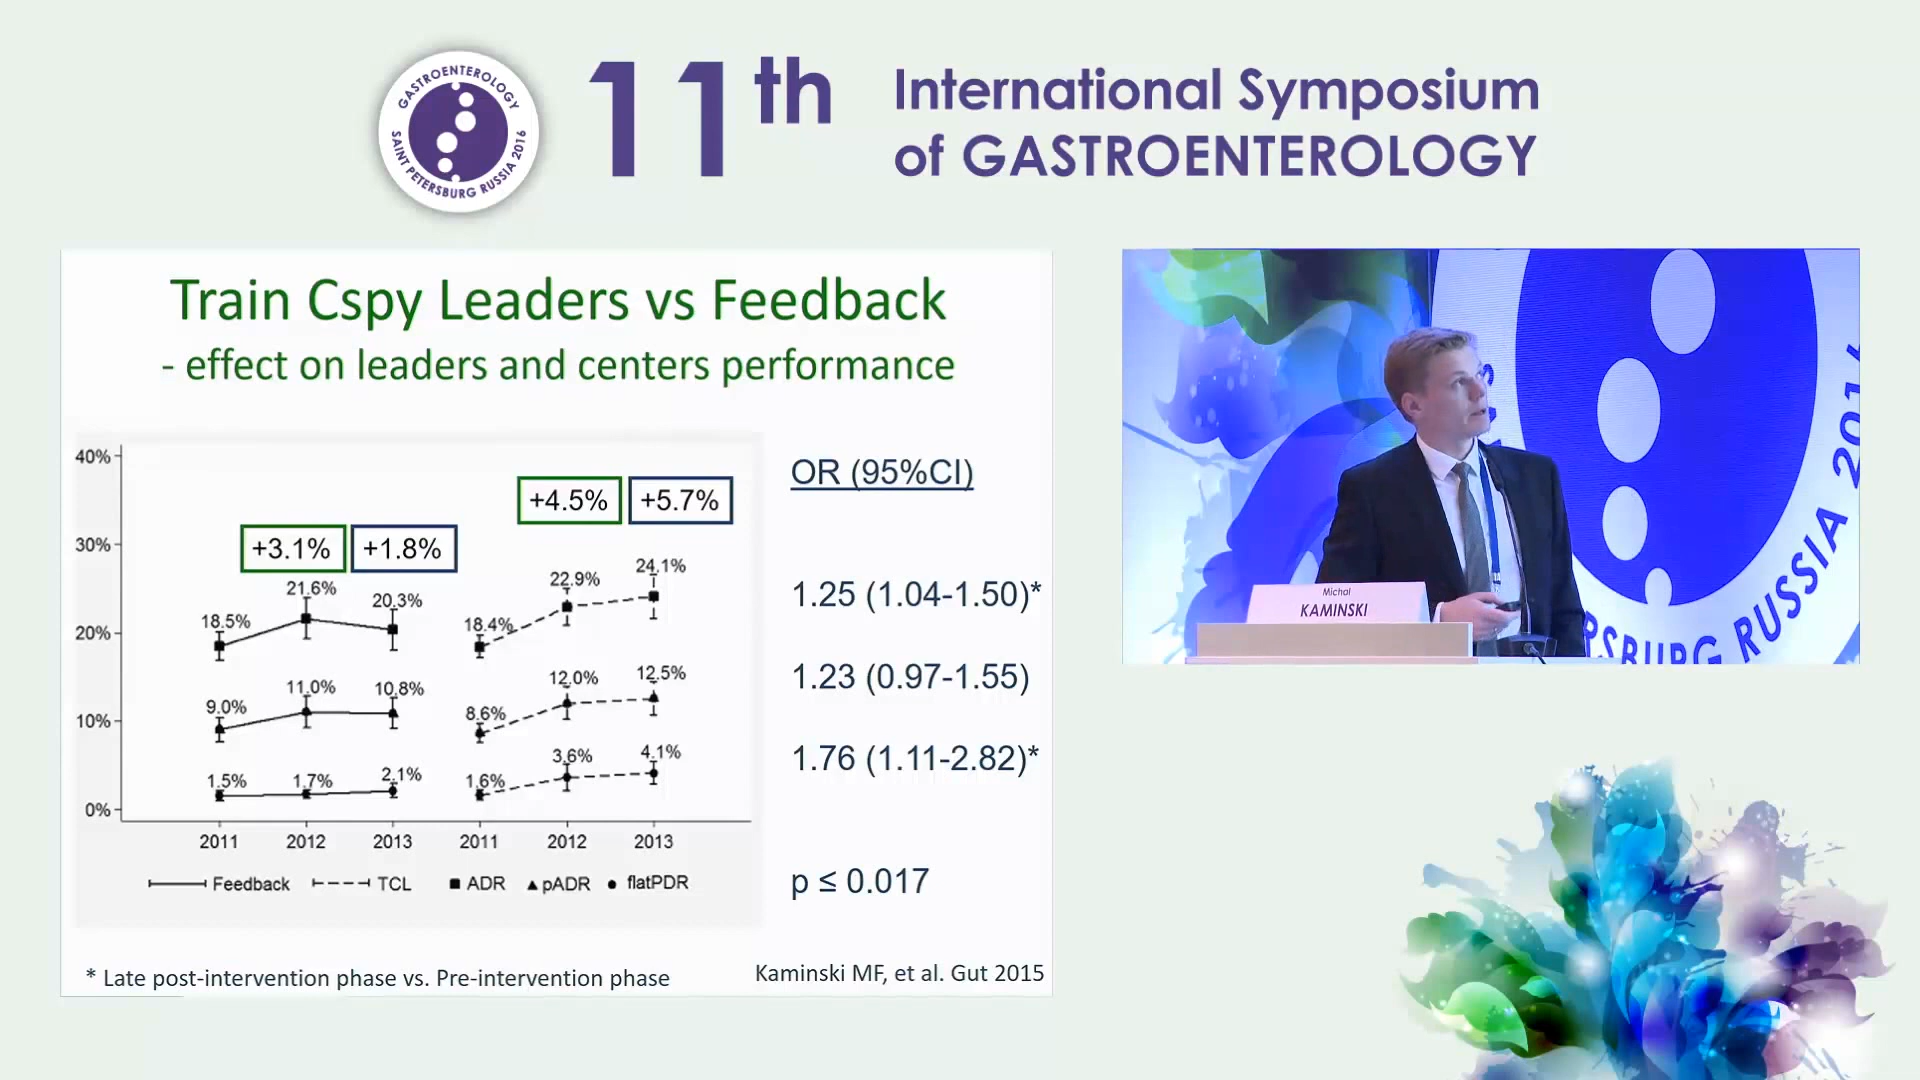 GASTROENTEROLOGY
SAINT PETERSBURG RUSSIA 2016
11th
International Symposium
of GASTROENTEROLOGY
Train Cspy Leaders vs Feedback
- effect on leaders and centers performance
40%
30%
20%
10%
0%
+3.1% +1.8%
+4.5% +5.7%
18.5% 21.6% 20.3% 18.4% 22.9% 24.1%
9.0% 11.0% 10.8% 8.6% 12.0% 12.5%
1.5% 1.7% 2.1% 1.6% 3.6% 4.1%
2011 2012 2013 2011 2012 2013
Feedback TCL ADR pADR flatPDR
OR (95%CI)
1.25 (1.04-1.50)*
1.23 (0.97-1.55)
1.76 (1.11-2.82)*
p ≤ 0.017
* Late post-intervention phase vs. Pre-intervention phase
Kaminski MF, et al. Gut 2015
Michal
KAMINSKI
RSBURG RUSSIA 2016